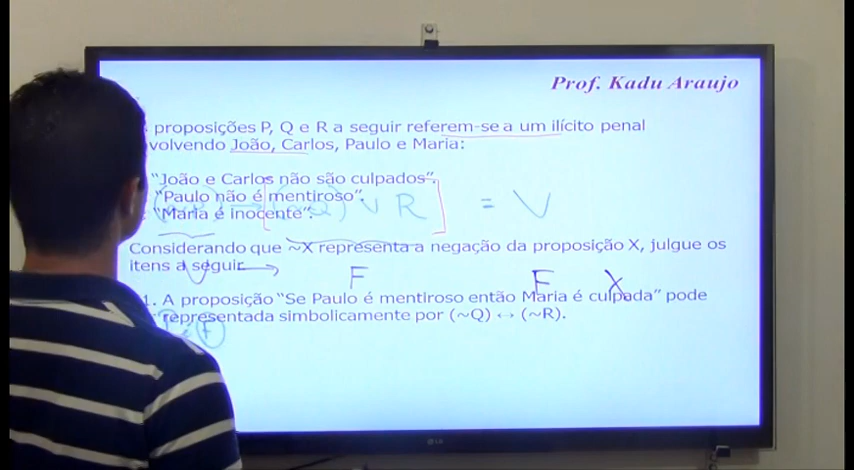 Prof. Kadu Araujo
proposições P, Q e R a seguir referem-se a um ilícito penal
volvendo João, Carlos, Paulo e Maria:
"João e Carlos não são culpados".
"Paulo não é mentiroso".
"Maria é inocente".
Q) ∨ R ] = V
Considerando que ~X representa a negação da proposição X, julgue os
itens a seguir
F F X
1. A proposição "Se Paulo é mentiroso então Maria é culpada" pode
representada simbolicamente por (~Q) ↔ (~R).
F
LG